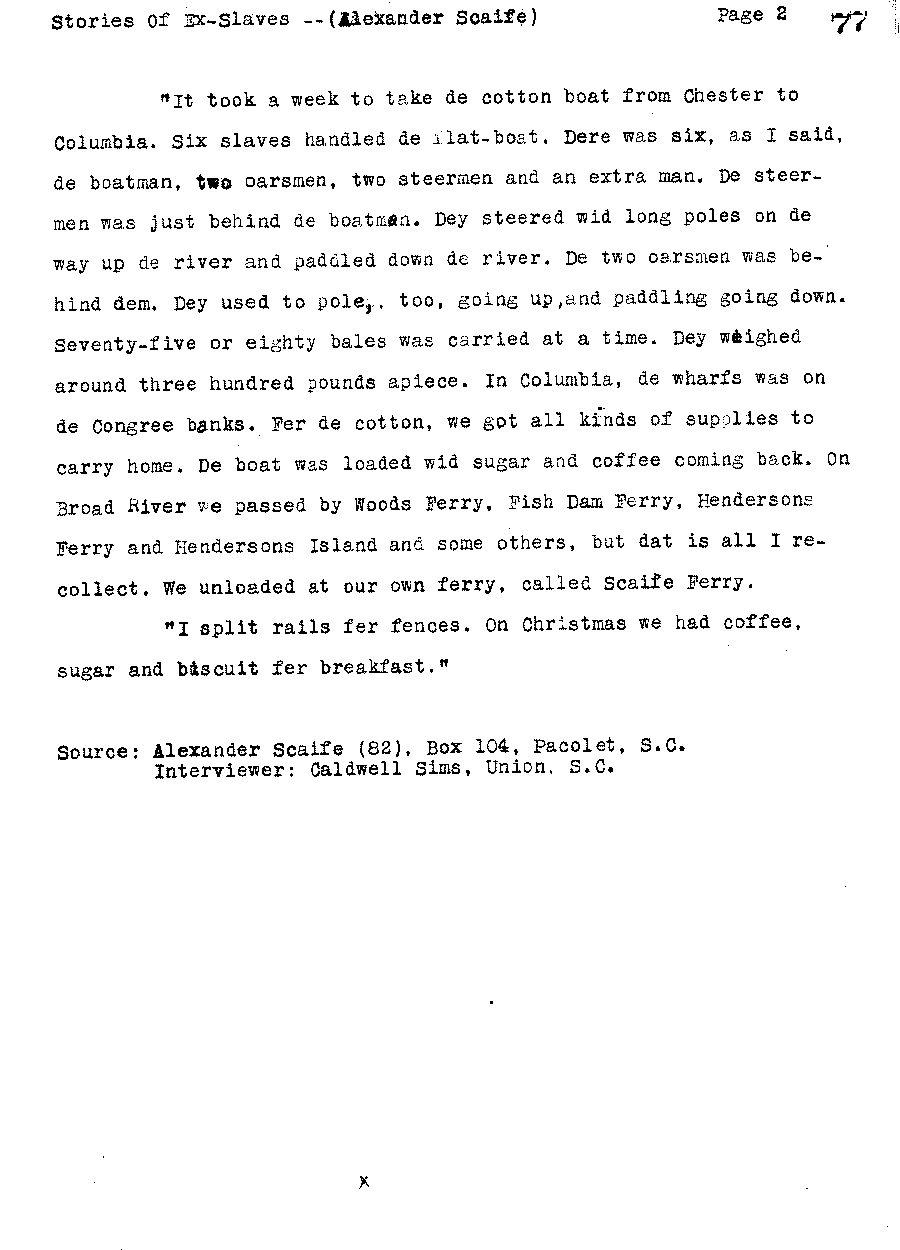 Stories Of Ex-Slaves --(Alexander Scaife) Page 2 77
"It took a week to take de cotton boat from Chester to
Columbia. Six slaves handled de flat-boat. Dere was six, as I said,
de boatman, two oarsmen, two steermen and an extra man. De steer-
men was just behind de boatman. Dey steered wid long poles on de
way up de river and paddled down de river. De two oarsmen was be-
hind dem. Dey used to pole,. too, going up,and paddling going down.
Seventy-five or eighty bales was carried at a time. Dey weighed
around three hundred pounds apiece. In Columbia, de wharfs was on
de Congree banks. Fer de cotton, we got all kinds of supplies to
carry home. De boat was loaded wid sugar and coffee coming back. On
Broad River we passed by Woods Ferry, Fish Dam Ferry, Hendersons
Ferry and Hendersons Island and some others, but dat is all I re-
collect. We unloaded at our own ferry, called Scaife Ferry.
"I split rails fer fences. On Christmas we had coffee,
sugar and biscuit fer breakfast."
Source: Alexander Scaife (82), Box 104, Pacolet, S.C.
Interviewer: Caldwell Sims, Union, S.C.
x